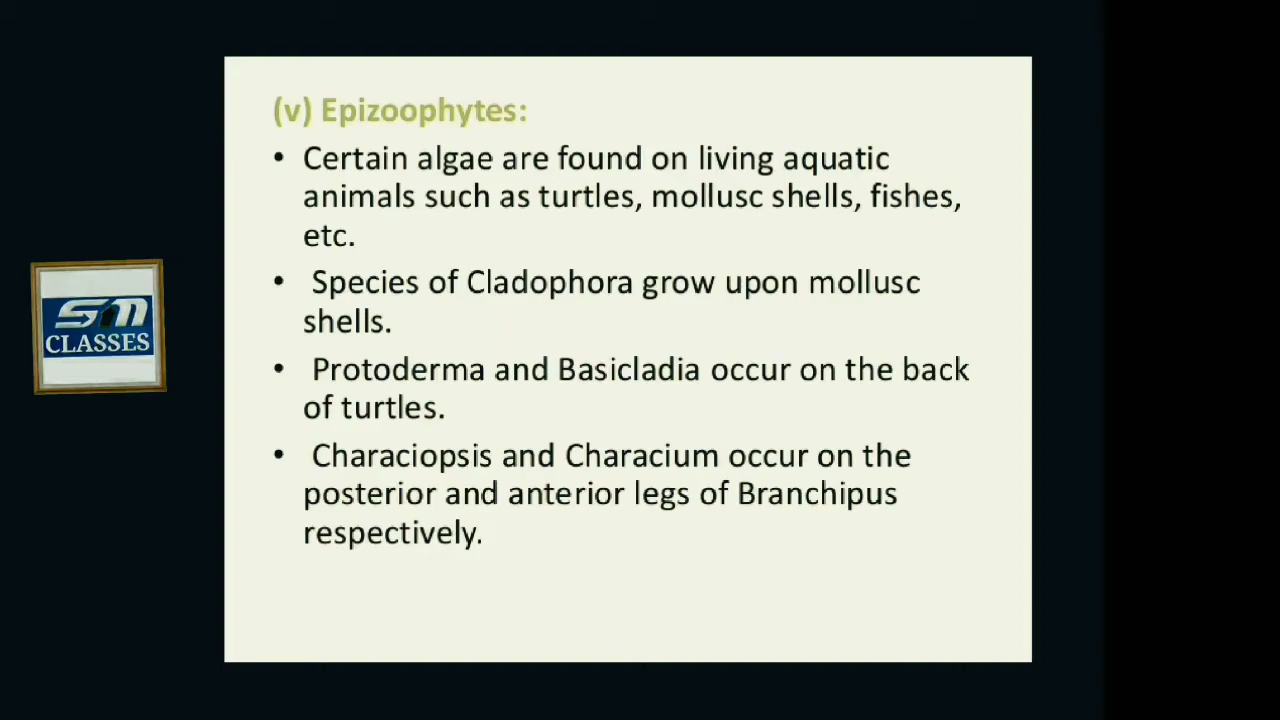 (v) Epizoophytes:
• Certain algae are found on living aquatic
animals such as turtles, mollusc shells, fishes,
etc.
• Species of Cladophora grow upon mollusc
shells.
• Protoderma and Basicladia occur on the back
of turtles.
• Characiopsis and Characium occur on the
posterior and anterior legs of Branchipus
respectively.
SM
CLASSES